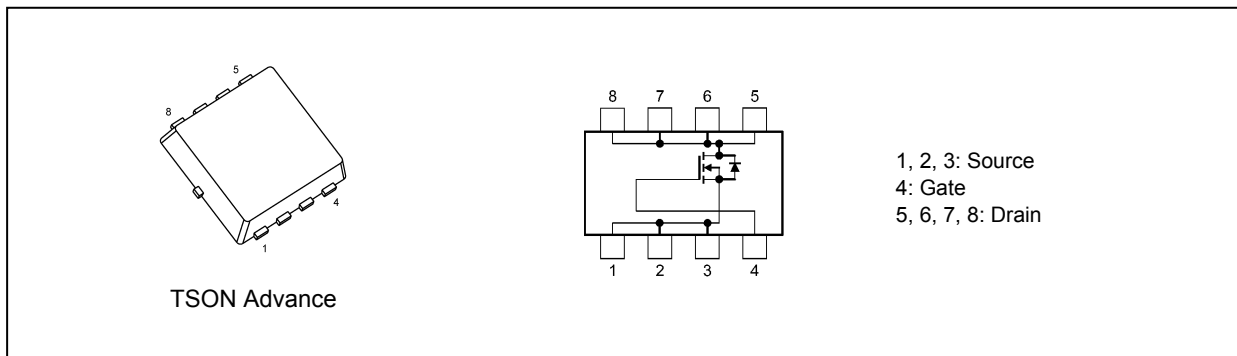 5
8
4
1
TSON Advance
8 7 6 5
1 2 3 4
1, 2, 3: Source
4: Gate
5, 6, 7, 8: Drain